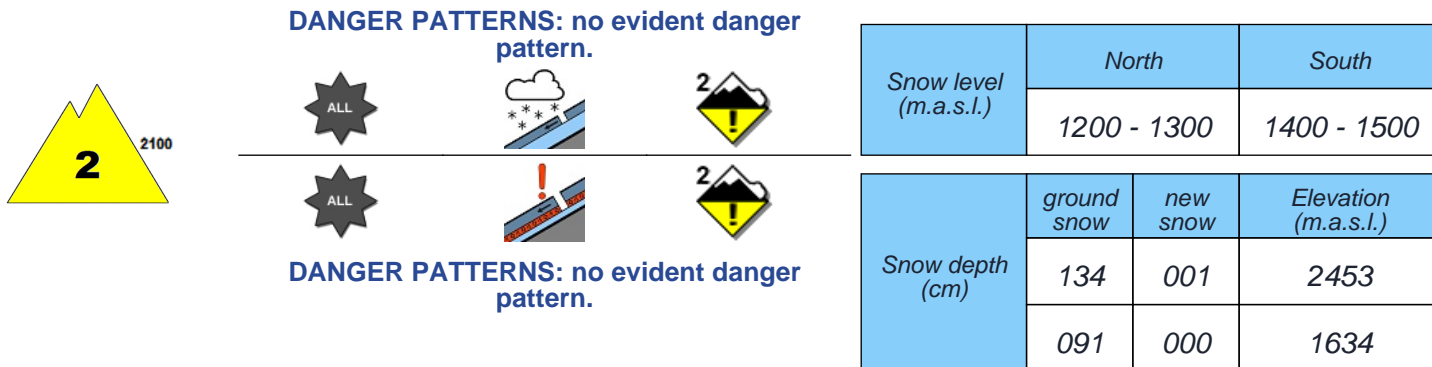 DANGER PATTERNS: no evident danger
pattern.
2
2100
ALL
2
ALL
2
DANGER PATTERNS: no evident danger
pattern.
Snow level
(m.a.s.l.)
North
South
1200 - 1300
1400 - 1500
Snow depth
(cm)
ground
snow
new
snow
Elevation
(m.a.s.l.)
134
001
2453
091
000
1634